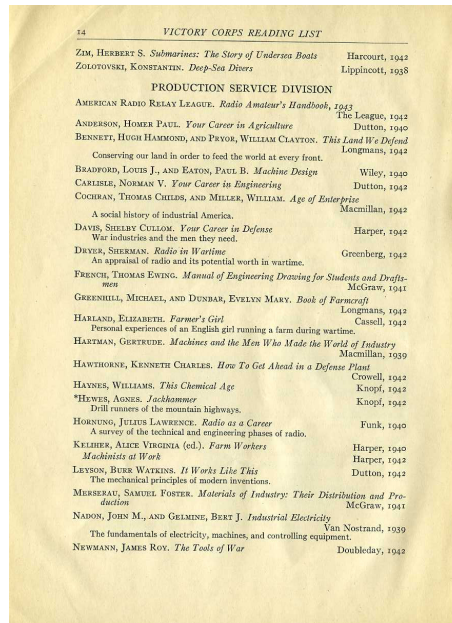 14 VICTORY CORPS READING LIST
ZIM, HERBERT S. Submarines: The Story of Undersea Boats Harcourt, 1942
ZOLOTOVSKI, KONSTANTIN. Deep-Sea Divers Lippincott, 1938
PRODUCTION SERVICE DIVISION
AMERICAN RADIO RELAY LEAGUE. Radio Amateur's Handbook, 1943
The League, 1942
ANDERSON, HOMER PAUL. Your Career in Agriculture Dutton, 1940
BENNETT, HUGH HAMMOND, AND PRYOR, WILLIAM CLAYTON. This Land We Defend
Longmans, 1942
Conserving our land in order to feed the world at every front.
BRADFORD, LOUIS J., AND EATON, PAUL B. Machine Design Wiley, 1940
CARLISLE, NORMAN V. Your Career in Engineering Dutton, 1942
COCHRAN, THOMAS CHILDS, AND MILLER, WILLIAM. Age of Enterprise
Macmillan, 1942
A social history of industrial America.
DAVIS, SHELBY CULLOM. Your Career in Defense Harper, 1942
War industries and the men they need.
DRYER, SHERMAN. Radio in Wartime Greenberg, 1942
An appraisal of radio and its potential worth in wartime.
FRENCH, THOMAS EWING. Manual of Engineering Drawing for Students and Drafts-
men McGraw, 1941
GREENHILL, MICHAEL, AND DUNBAR, EVELYN MARY. Book of Farmcraft
Longmans, 1942
HARLAND, ELIZABETH. Farmer's Girl Cassell, 1942
Personal experiences of an English girl running a farm during wartime.
HARTMAN, GERTRUDE. Machines and the Men Who Made the World of Industry
Macmillan, 1939
HAWTHORNE, KENNETH CHARLES. How To Get Ahead in a Defense Plant
Crowell, 1942
HAYNES, WILLIAMS. This Chemical Age Knopf, 1942
*HEWES, AGNES. Jackhammer Knopf, 1942
Drill runners of the mountain highways.
HORNUNG, JULIUS LAWRENCE. Radio as a Career Funk, 1940
A survey of the technical and engineering phases of radio.
KELIHER, ALICE VIRGINIA (ed.). Farm Workers Harper, 1940
Machinists at Work Harper, 1942
LEYSON, BURR WATKINS. It Works Like This Dutton, 1942
The mechanical principles of modern inventions.
MERSERAU, SAMUEL FOSTER. Materials of Industry: Their Distribution and Pro-
duction McGraw, 1941
NADON, JOHN M., AND GELMINE, BERT J. Industrial Electricity
Van Nostrand, 1939
The fundamentals of electricity, machines, and controlling equipment.
NEWMANN, JAMES ROY. The Tools of War Doubleday, 1942